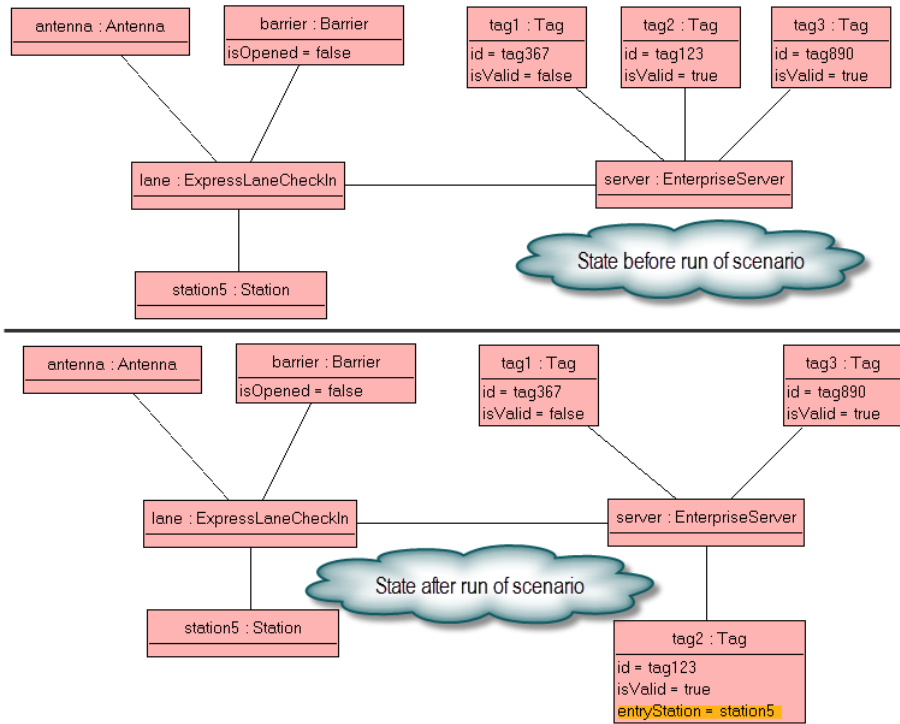 antenna : Antenna
barrier : Barrier
isOpened = false
tag1 : Tag
id = tag367
isValid = false
tag2 : Tag
id = tag123
isValid = true
tag3 : Tag
id = tag890
isValid = true
lane : ExpressLaneCheckIn
server : EnterpriseServer
State before run of scenario
station5 : Station
antenna : Antenna
barrier : Barrier
isOpened = false
tag1 : Tag
id = tag367
isValid = false
tag3 : Tag
id = tag890
isValid = true
lane : ExpressLaneCheckIn
server : EnterpriseServer
State after run of scenario
station5 : Station
tag2 : Tag
id = tag123
isValid = true
entryStation = station5